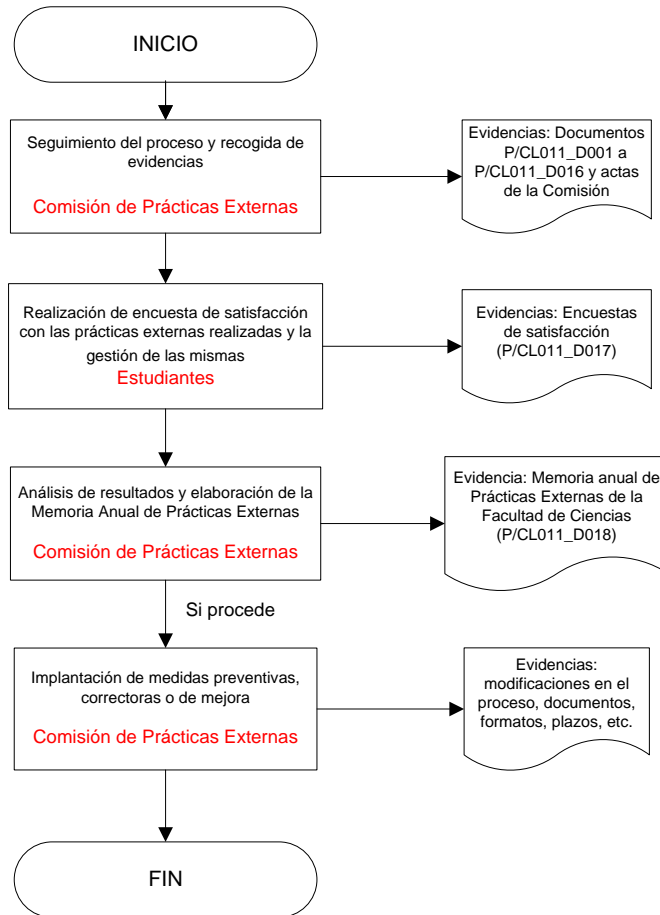 INICIO
Seguimiento del proceso y recogida de
evidencias
Comisión de Prácticas Externas
Evidencias: Documentos
P/CL011_D001 a
P/CL011_D016 y actas
de la Comisión
Realización de encuesta de satisfacción
con las prácticas externas realizadas y la
gestión de las mismas
Estudiantes
Evidencias: Encuestas
de satisfacción
(P/CL011_D017)
Análisis de resultados y elaboración de la
Memoria Anual de Prácticas Externas
Comisión de Prácticas Externas
Evidencia: Memoria anual de
Prácticas Externas de la
Facultad de Ciencias
(P/CL011_D018)
Si procede
Implantación de medidas preventivas,
correctoras o de mejora
Comisión de Prácticas Externas
Evidencias:
modificaciones en el
proceso, documentos,
formatos, plazos, etc.
FIN